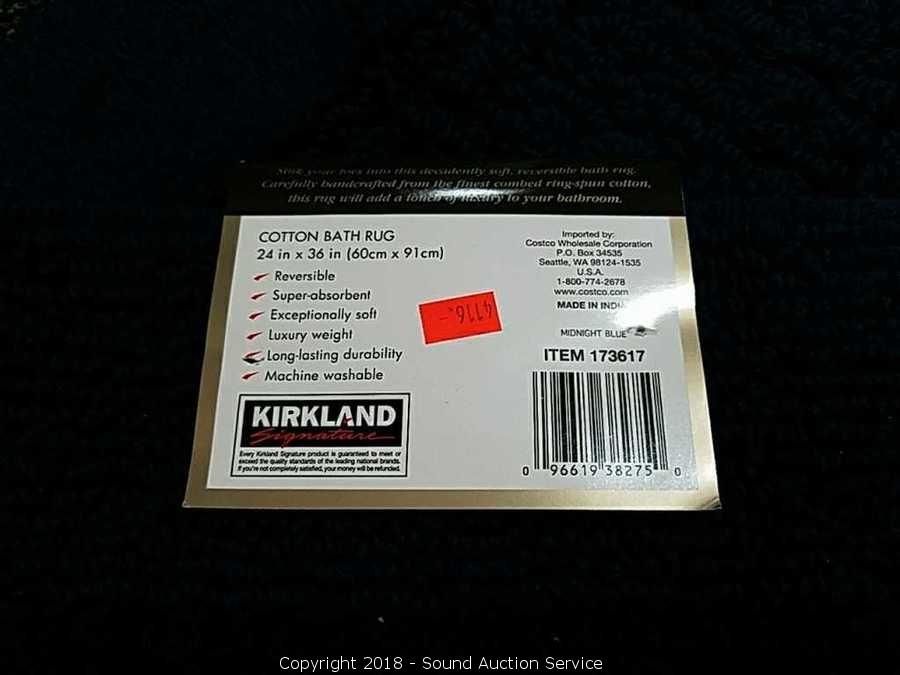 Sink your toes into this decadently soft, reversible bath rug.
Carefully handcrafted from the finest combed ring-spun cotton,
this rug will add a touch of luxury to your bathroom.
COTTON BATH RUG
24 in x 36 in (60cm x 91cm)
Reversible
Super-absorbent
Exceptionally soft
Luxury weight
Long-lasting durability
Machine washable
4116.-
KIRKLAND
Signature
Every Kirkland Signature product is guaranteed to meet or
exceed the quality standards of the leading national brands.
If you're not completely satisfied, your money will be refunded.
Imported by:
Costco Wholesale Corporation
P.O. Box 34535
Seattle, WA 98124-1535
U.S.A.
1-800-774-2678
www.costco.com
MADE IN INDIA
MIDNIGHT BLUE
ITEM 173617
0 96619 38275 0
Copyright 2018 - Sound Auction Service